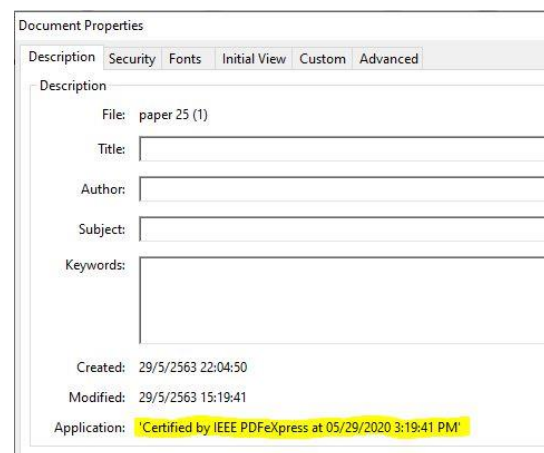 Document Properties
Description Security Fonts Initial View Custom Advanced
Description
File: paper 25 (1)
Title:
Author:
Subject:
Keywords:
Created: 29/5/2563 22:04:50
Modified: 29/5/2563 15:19:41
Application: 'Certified by IEEE PDFeXpress at 05/29/2020 3:19:41 PM'